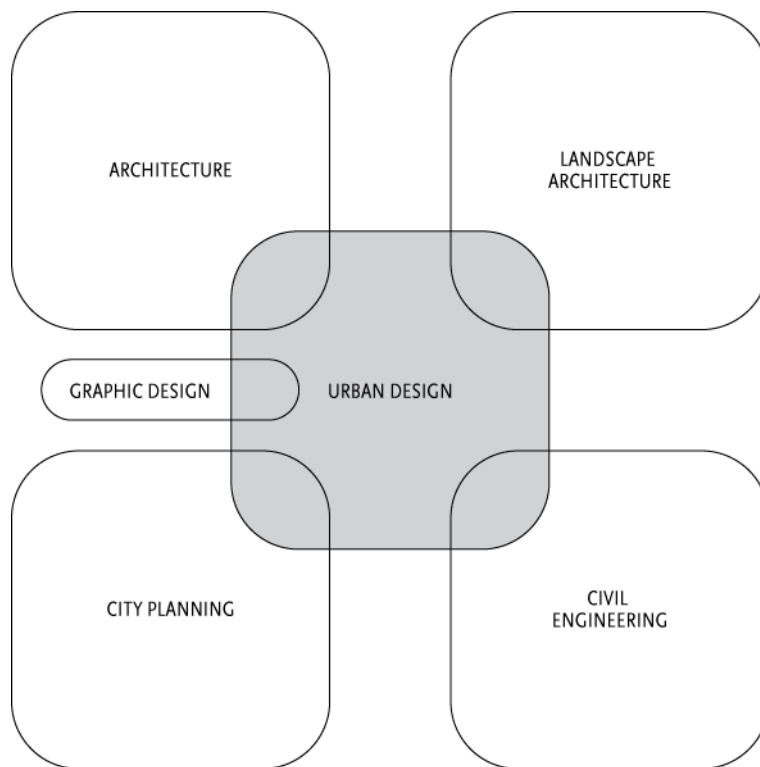 ARCHITECTURE
LANDSCAPE
ARCHITECTURE
GRAPHIC DESIGN
URBAN DESIGN
CITY PLANNING
CIVIL
ENGINEERING